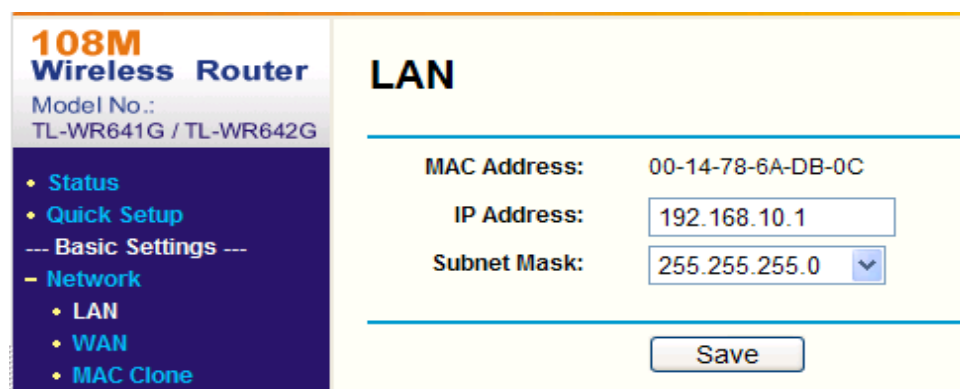 108M
Wireless Router
Model No.:
TL-WR641G / TL-WR642G
• Status
• Quick Setup
--- Basic Settings ---
– Network
• LAN
• WAN
• MAC Clone
LAN
MAC Address: 00-14-78-6A-DB-0C
IP Address: 192.168.10.1
Subnet Mask: 255.255.255.0
Save